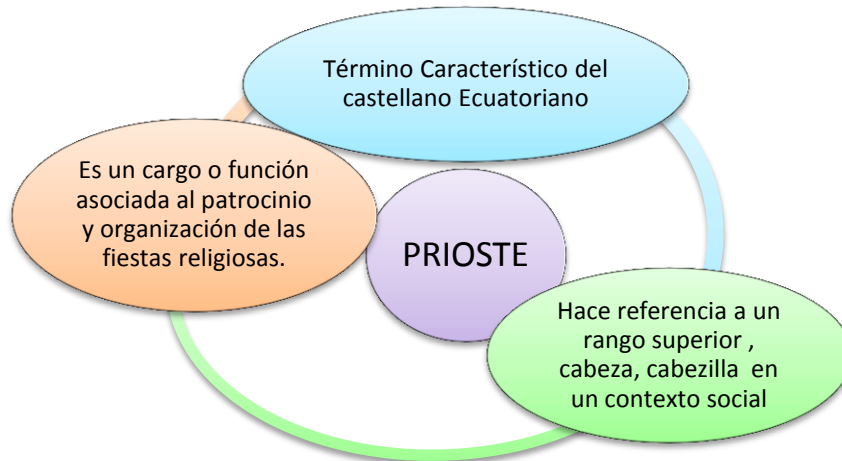 Término Característico del
castellano Ecuatoriano
Es un cargo o función
asociada al patrocinio
y organización de las
fiestas religiosas.
PRIOSTE
Hace referencia a un
rango superior ,
cabeza, cabezilla en
un contexto social